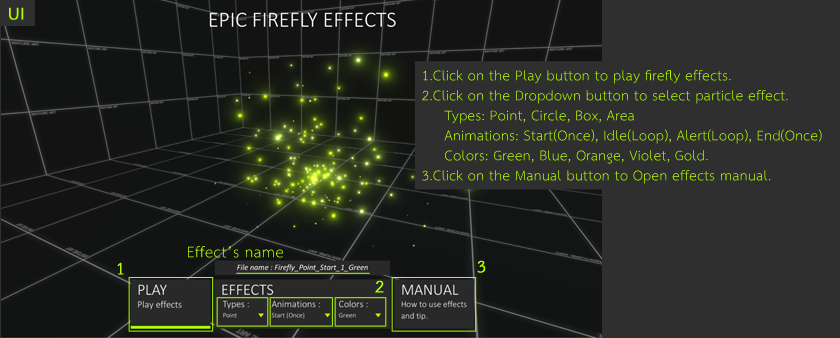 UI
EPIC FIREFLY EFFECTS
1.Click on the Play button to play firefly effects.
2.Click on the Dropdown button to select particle effect.
Types: Point, Circle, Box, Area
Animations: Start(Once), Idle(Loop), Alert(Loop), End(Once)
Colors: Green, Blue, Orange, Violet, Gold.
3.Click on the Manual button to Open effects manual.
Effect's name
File name : Firefly_Point_Start_1_Green
1
PLAY
Play effects
EFFECTS
2
Types :
Point
Animations :
Start (Once)
Colors :
Green
3
MANUAL
How to use effects
and tip.